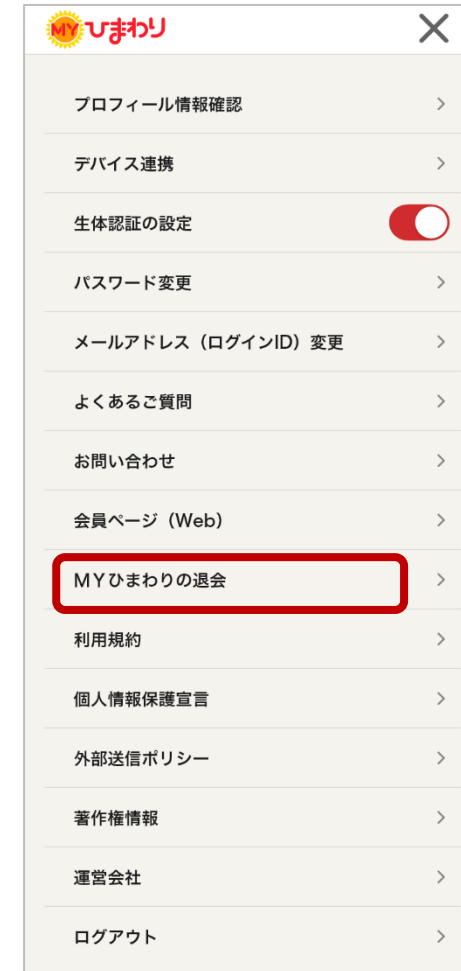 MYひまわり
プロフィール情報確認
デバイス連携
生体認証の設定
パスワード変更
メールアドレス（ログインID）変更
よくあるご質問
お問い合わせ
会員ページ（Web）
ＭＹひまわりの退会
利用規約
個人情報保護宣言
外部送信ポリシー
著作権情報
運営会社
ログアウト